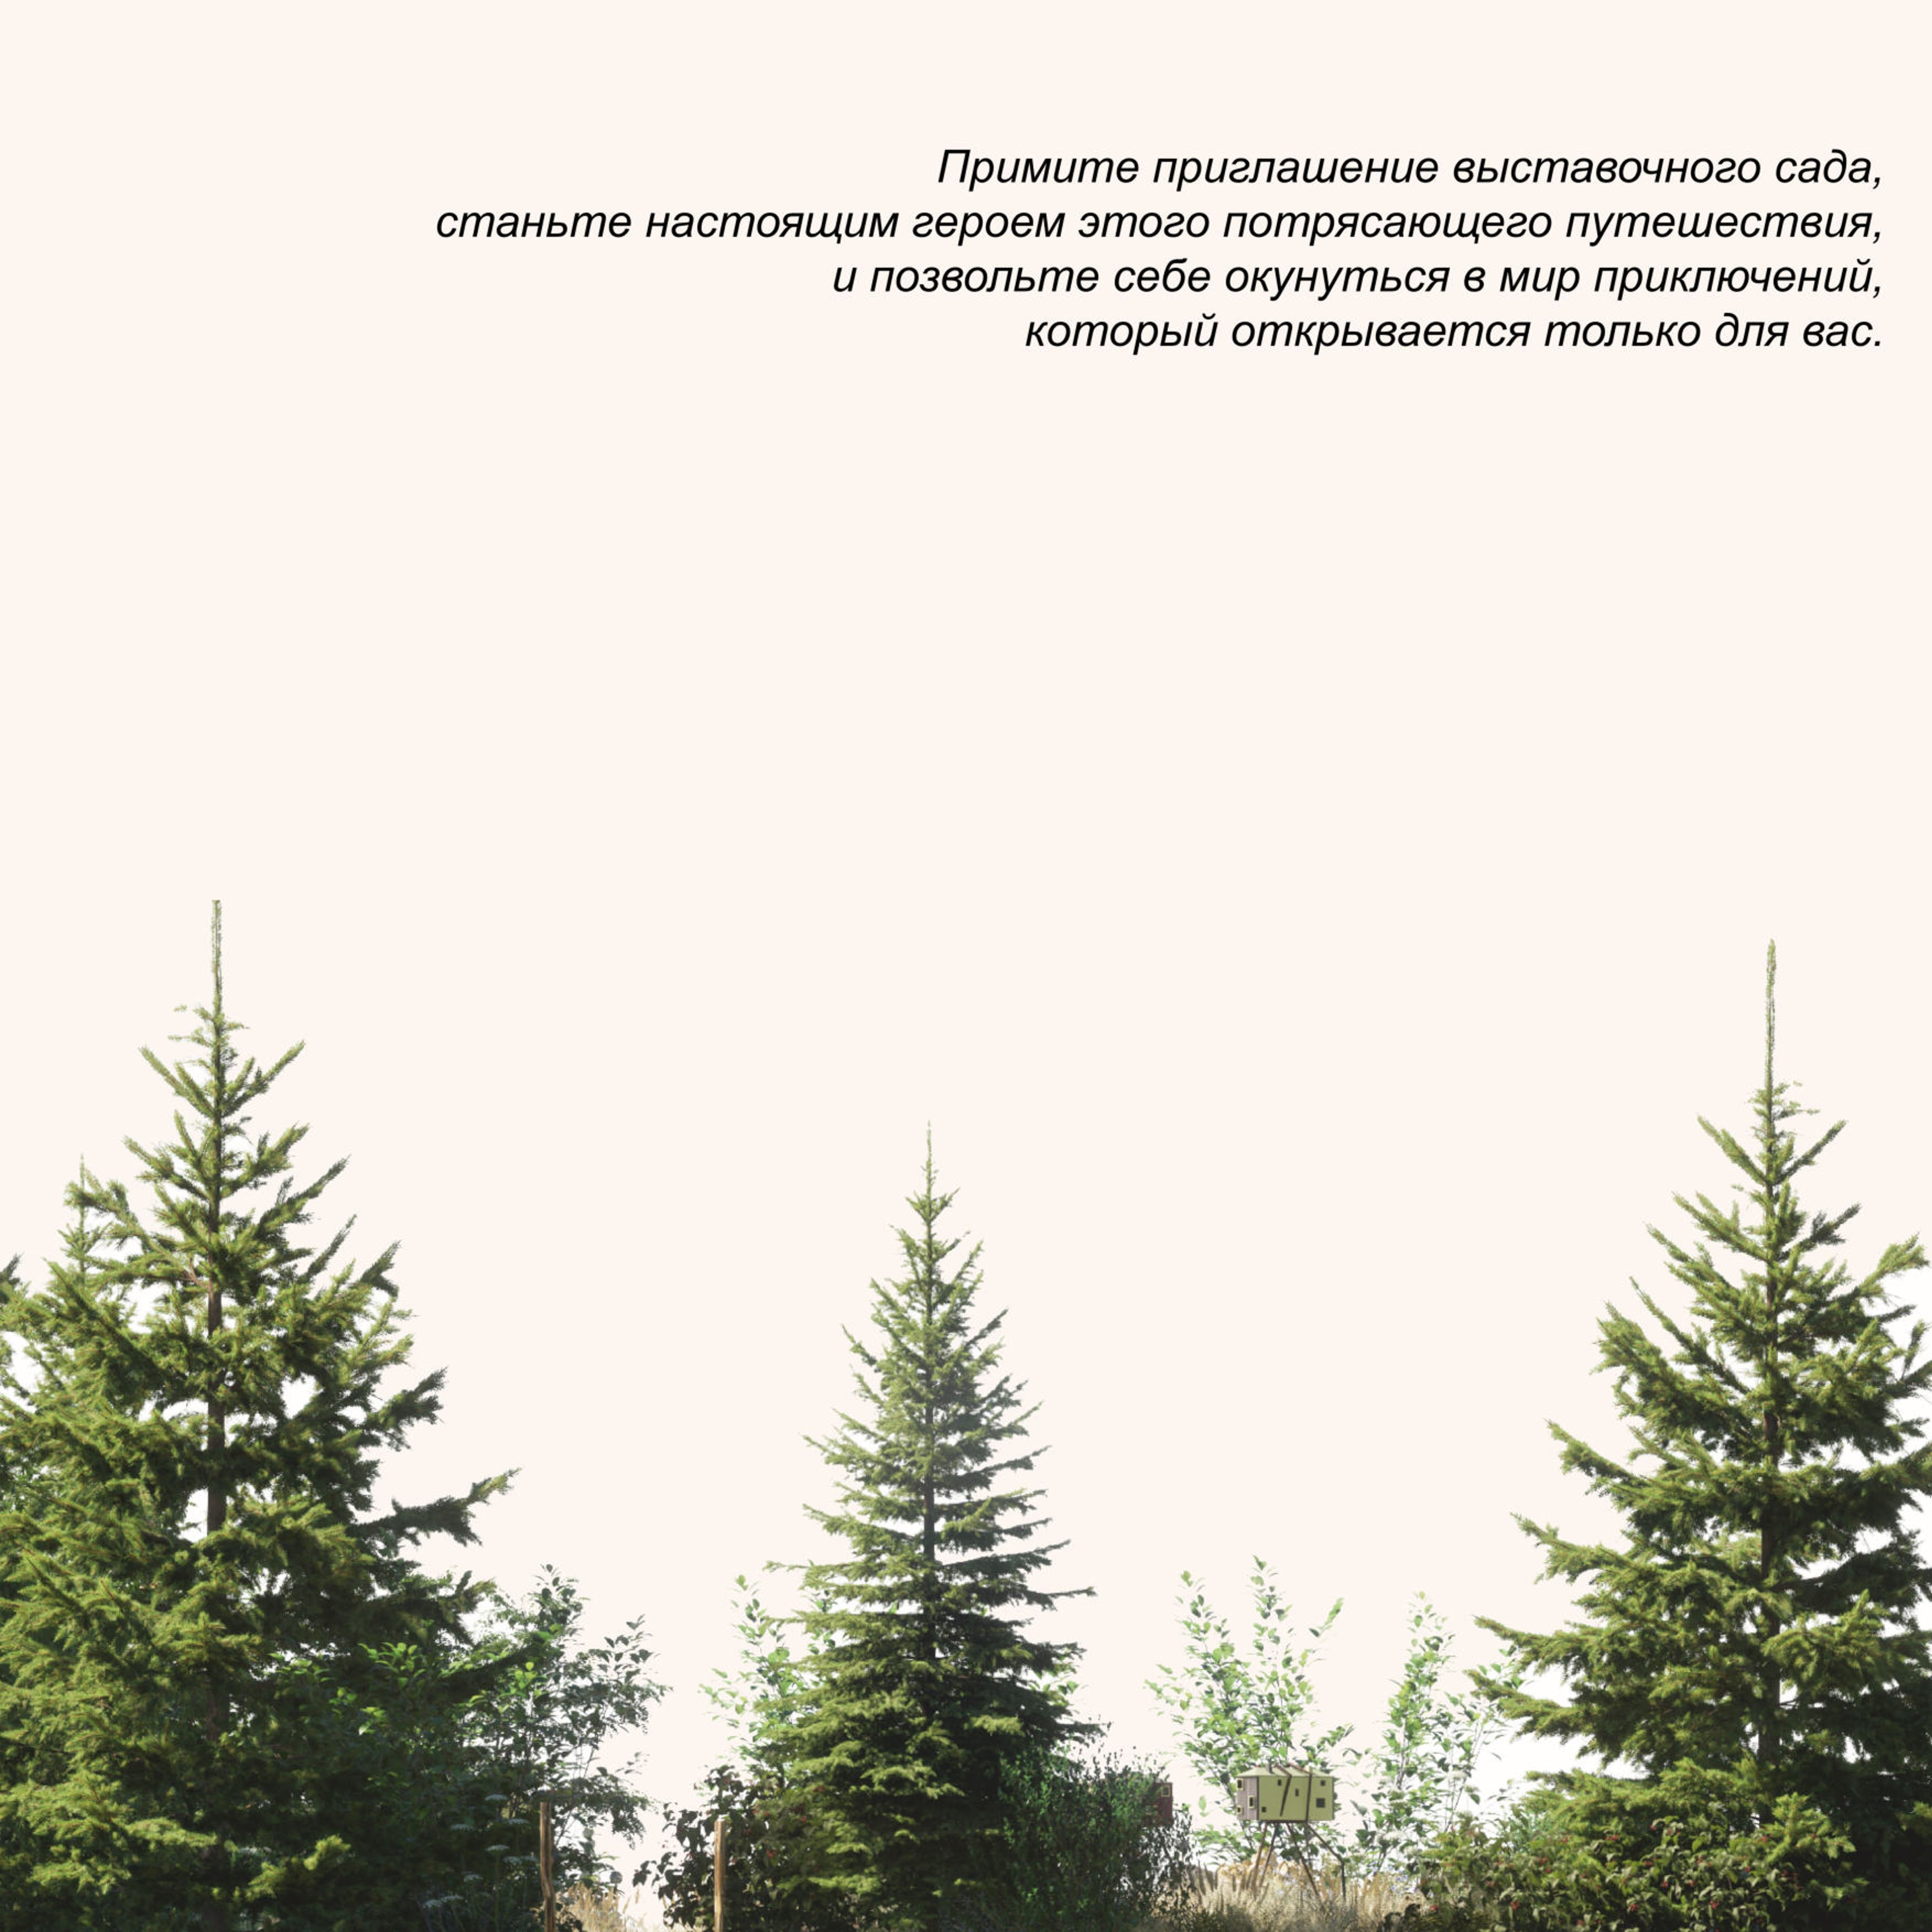 Примите приглашение выставочного сада,
станьте настоящим героем этого потрясающего путешествия,
и позвольте себе окунуться в мир приключений,
который открывается только для вас.